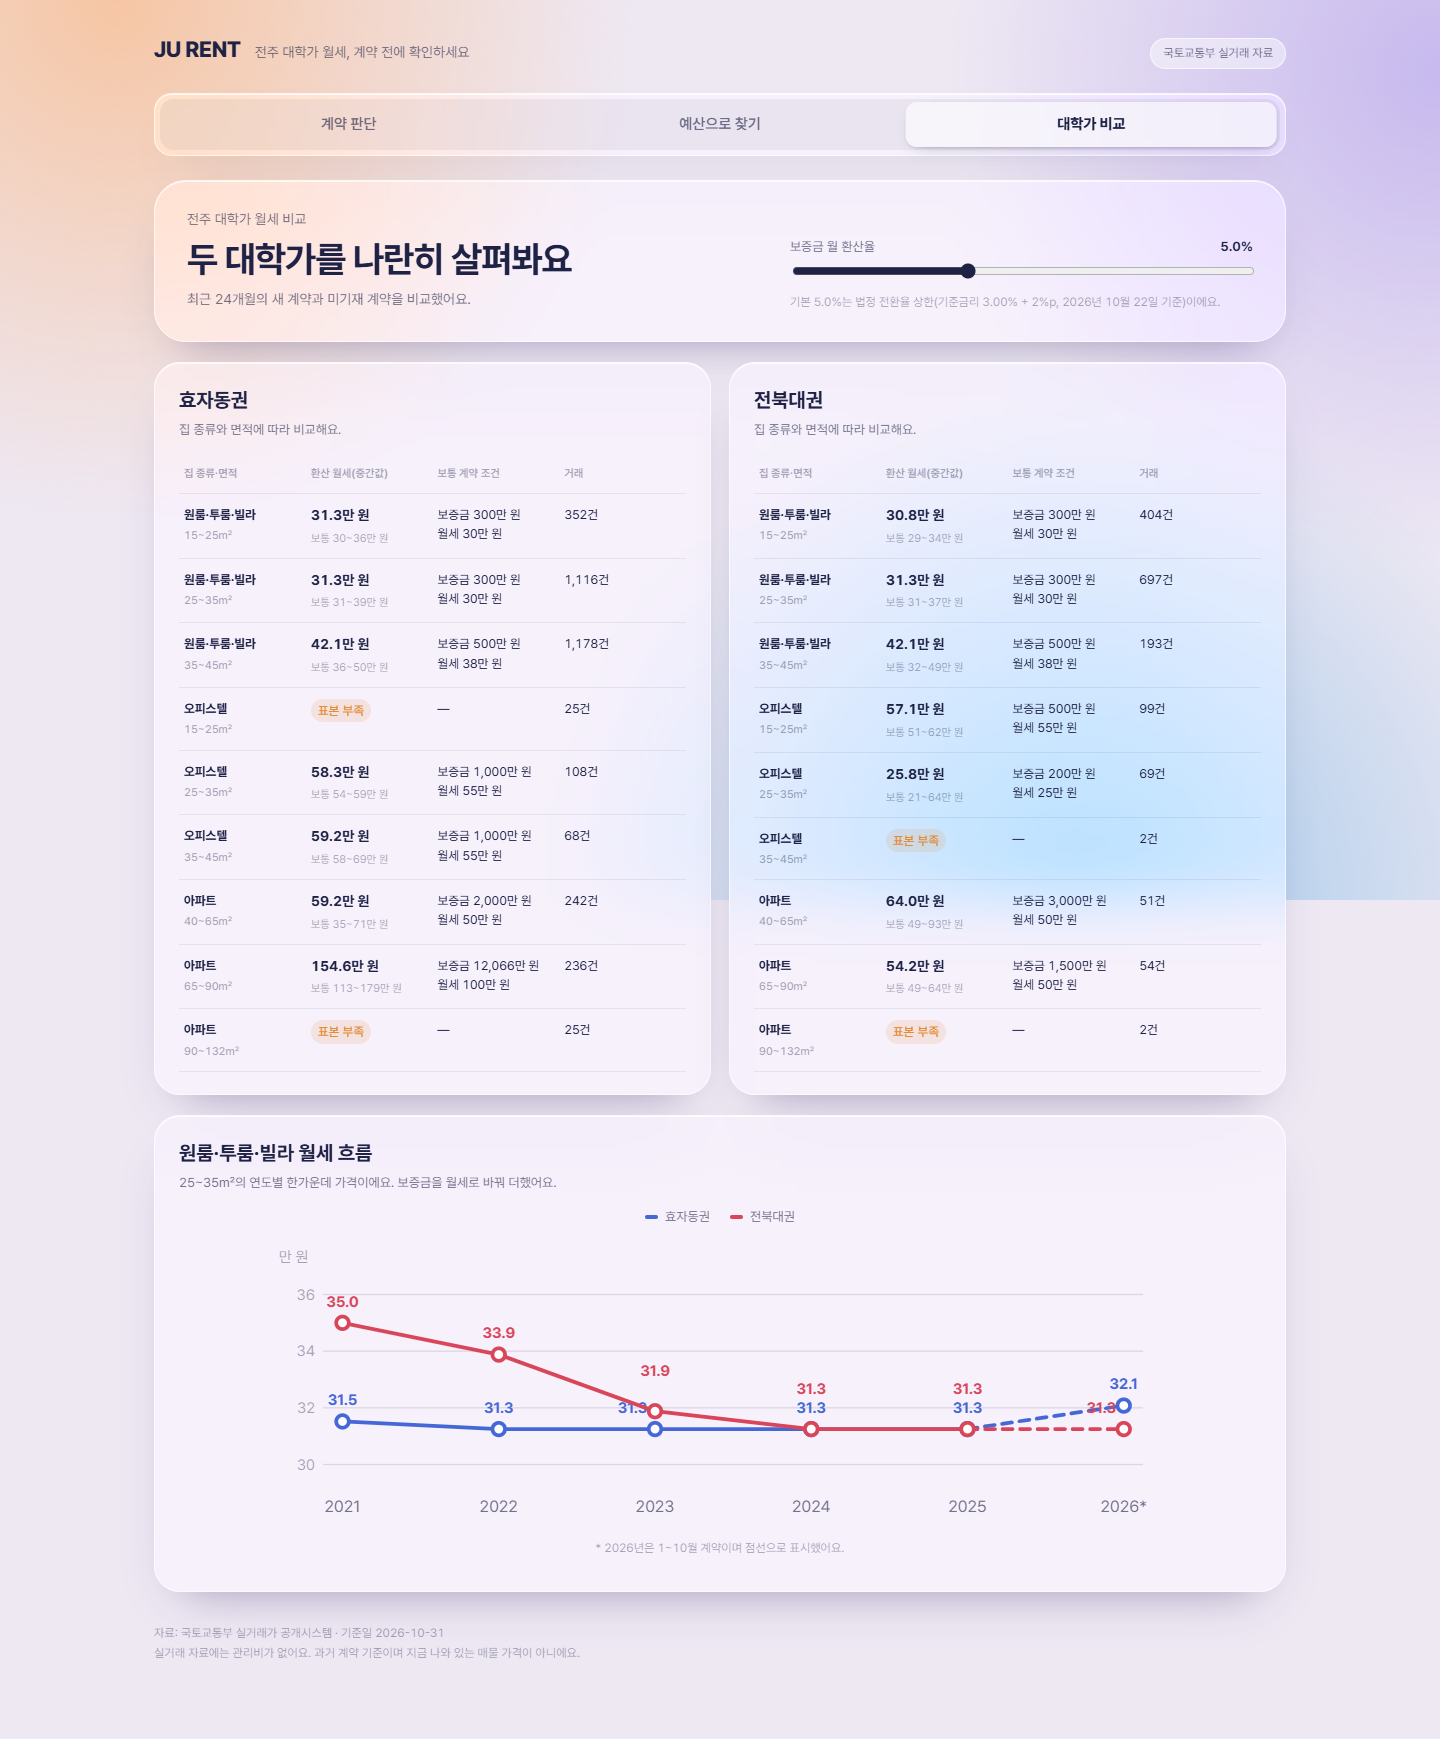 JU RENT 전주 대학가 월세, 계약 전에 확인하세요
국토교통부 실거래 자료
계약 판단
예산으로 찾기
대학가 비교
전주 대학가 월세 비교
두 대학가를 나란히 살펴봐요
최근 24개월의 새 계약과 미기재 계약을 비교했어요.
보증금 월 환산율 5.0%
기본 5.0%는 법정 전환율 상한(기준금리 3.00% + 2%p, 2026년 10월 22일 기준)이에요.
효자동권
집 종류와 면적에 따라 비교해요.
집 종류·면적 환산 월세(중간값) 보통 계약 조건 거래
원룸·투룸·빌라 31.3만 원 보증금 300만 원 352건
15~25m² 보통 30~36만 원 월세 30만 원
원룸·투룸·빌라 31.3만 원 보증금 300만 원 1,116건
25~35m² 보통 31~39만 원 월세 30만 원
원룸·투룸·빌라 42.1만 원 보증금 500만 원 1,178건
35~45m² 보통 36~50만 원 월세 38만 원
오피스텔 표본 부족 — 25건
15~25m²
오피스텔 58.3만 원 보증금 1,000만 원 108건
25~35m² 보통 54~59만 원 월세 55만 원
오피스텔 59.2만 원 보증금 1,000만 원 68건
35~45m² 보통 58~69만 원 월세 55만 원
아파트 59.2만 원 보증금 2,000만 원 242건
40~65m² 보통 35~71만 원 월세 50만 원
아파트 154.6만 원 보증금 12,066만 원 236건
65~90m² 보통 113~179만 원 월세 100만 원
아파트 표본 부족 — 25건
90~132m²
전북대권
집 종류와 면적에 따라 비교해요.
집 종류·면적 환산 월세(중간값) 보통 계약 조건 거래
원룸·투룸·빌라 30.8만 원 보증금 300만 원 404건
15~25m² 보통 29~34만 원 월세 30만 원
원룸·투룸·빌라 31.3만 원 보증금 300만 원 697건
25~35m² 보통 31~37만 원 월세 30만 원
원룸·투룸·빌라 42.1만 원 보증금 500만 원 193건
35~45m² 보통 32~49만 원 월세 38만 원
오피스텔 57.1만 원 보증금 500만 원 99건
15~25m² 보통 51~62만 원 월세 55만 원
오피스텔 25.8만 원 보증금 200만 원 69건
25~35m² 보통 21~64만 원 월세 25만 원
오피스텔 표본 부족 — 2건
35~45m²
아파트 64.0만 원 보증금 3,000만 원 51건
40~65m² 보통 49~93만 원 월세 50만 원
아파트 54.2만 원 보증금 1,500만 원 54건
65~90m² 보통 49~64만 원 월세 50만 원
아파트 표본 부족 — 2건
90~132m²
원룸·투룸·빌라 월세 흐름
25~35m²의 연도별 한가운데 가격이에요. 보증금을 월세로 바꿔 더했어요.
효자동권 전북대권
만 원
36
35.0
33.9
34
31.9
31.3 31.3 32.1
31.5
32 31.3 31.3 31.3 31.3 31.3
30
2021 2022 2023 2024 2025 2026*
* 2026년은 1~10월 계약이며 점선으로 표시했어요.
자료: 국토교통부 실거래가 공개시스템 · 기준일 2026-10-31
실거래 자료에는 관리비가 없어요. 과거 계약 기준이며 지금 나와 있는 매물 가격이 아니에요.